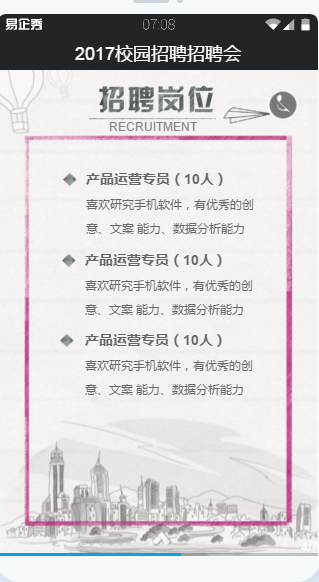 易企秀 07:08
2017校园招聘招聘会
招聘岗位
RECRUITMENT
产品运营专员（10人）
喜欢研究手机软件，有优秀的创
意、文案 能力、数据分析能力
产品运营专员（10人）
喜欢研究手机软件，有优秀的创
意、文案 能力、数据分析能力
产品运营专员（10人）
喜欢研究手机软件，有优秀的创
意、文案 能力、数据分析能力